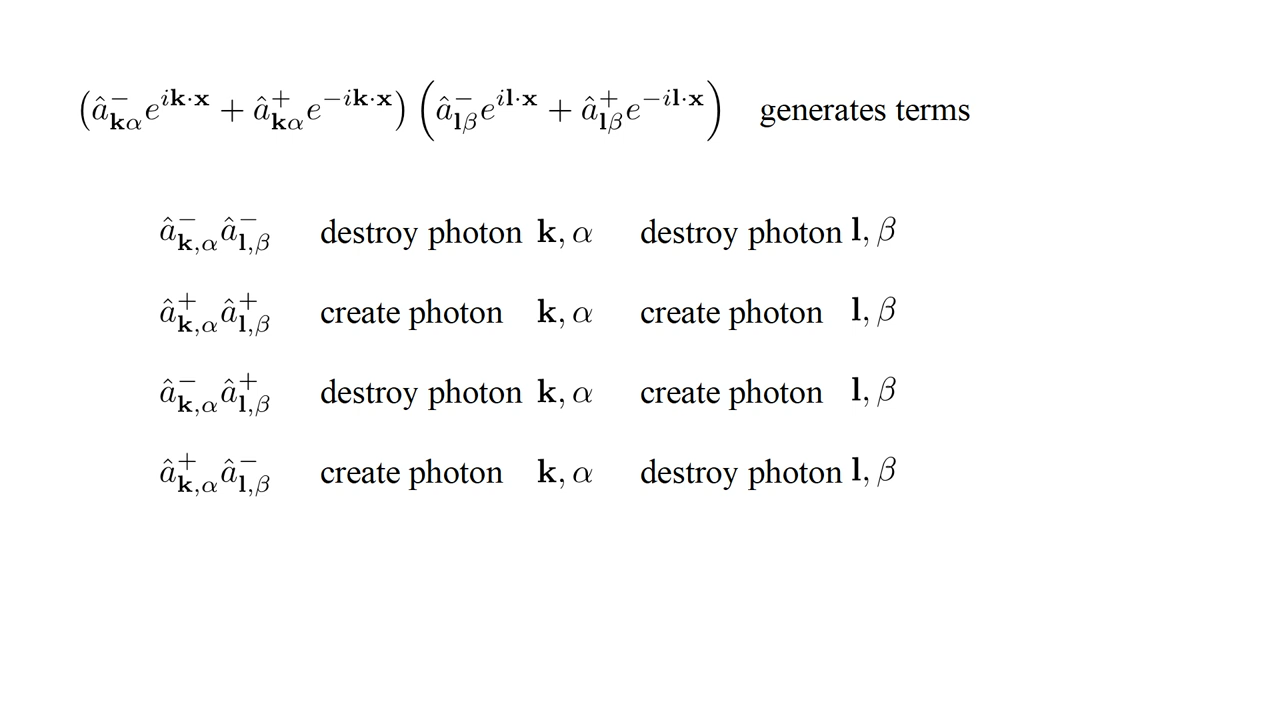 $\left(\hat{a}^{-}_{\mathbf{k}\alpha}e^{i\mathbf{k}\cdot\mathbf{x}}+\hat{a}^{+}_{\mathbf{k}\alpha}e^{-i\mathbf{k}\cdot\mathbf{x}}\right)\left(\hat{a}^{-}_{\mathbf{l}\beta}e^{i\mathbf{l}\cdot\mathbf{x}}+\hat{a}^{+}_{\mathbf{l}\beta}e^{-i\mathbf{l}\cdot\mathbf{x}}\right)$ generates terms
$\hat{a}^{-}_{\mathbf{k},\alpha}\hat{a}^{-}_{\mathbf{l},\beta}$ destroy photon $\mathbf{k},\alpha$ destroy photon $\mathbf{l},\beta$
$\hat{a}^{+}_{\mathbf{k},\alpha}\hat{a}^{+}_{\mathbf{l},\beta}$ create photon $\mathbf{k},\alpha$ create photon $\mathbf{l},\beta$
$\hat{a}^{-}_{\mathbf{k},\alpha}\hat{a}^{+}_{\mathbf{l},\beta}$ destroy photon $\mathbf{k},\alpha$ create photon $\mathbf{l},\beta$
$\hat{a}^{+}_{\mathbf{k},\alpha}\hat{a}^{-}_{\mathbf{l},\beta}$ create photon $\mathbf{k},\alpha$ destroy photon $\mathbf{l},\beta$